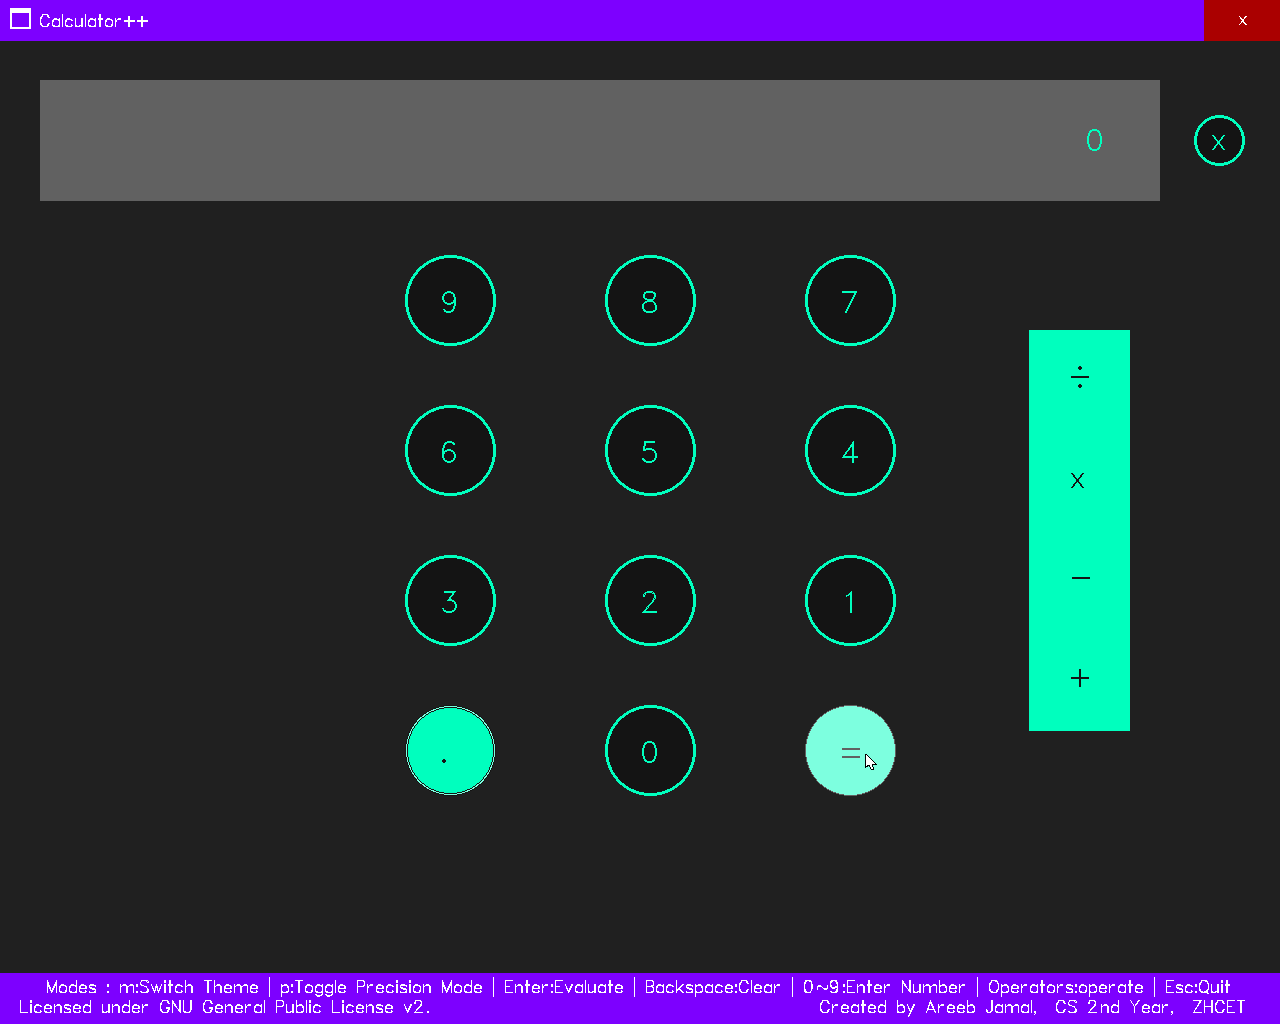 Calculator++ x
0 x
9 8 7
÷
6 5 4
x
−
3 2 1
+
. 0 =
Modes : m:Switch Theme | p:Toggle Precision Mode | Enter:Evaluate | Backspace:Clear | 0~9:Enter Number | Operators:operate | Esc:Quit
Licensed under GNU General Public License v2. Created by Areeb Jamal, CS 2nd Year, ZHCET